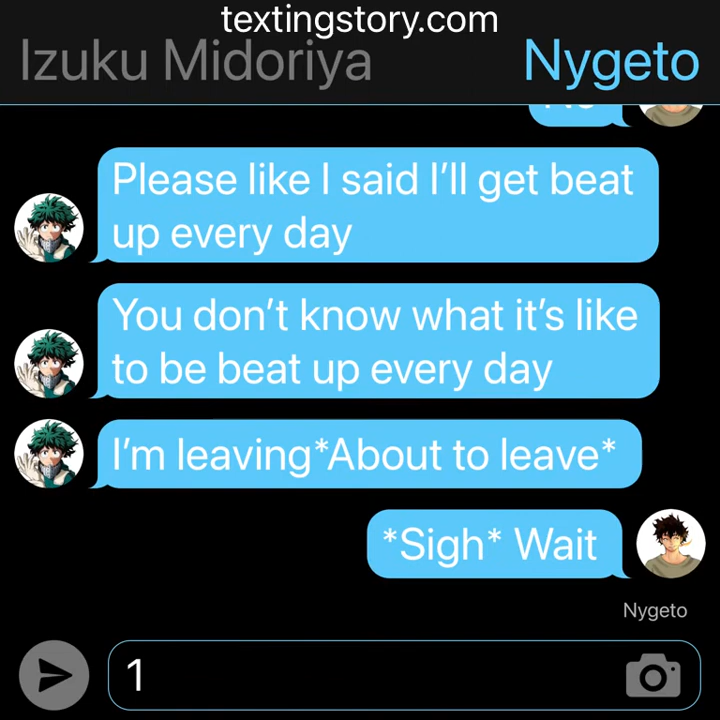 textingstory.com
Izuku Midoriya
Nygeto
Please like I said I’ll get beat
up every day
You don’t know what it’s like
to be beat up every day
I’m leaving*About to leave*
*Sigh* Wait
Nygeto
1